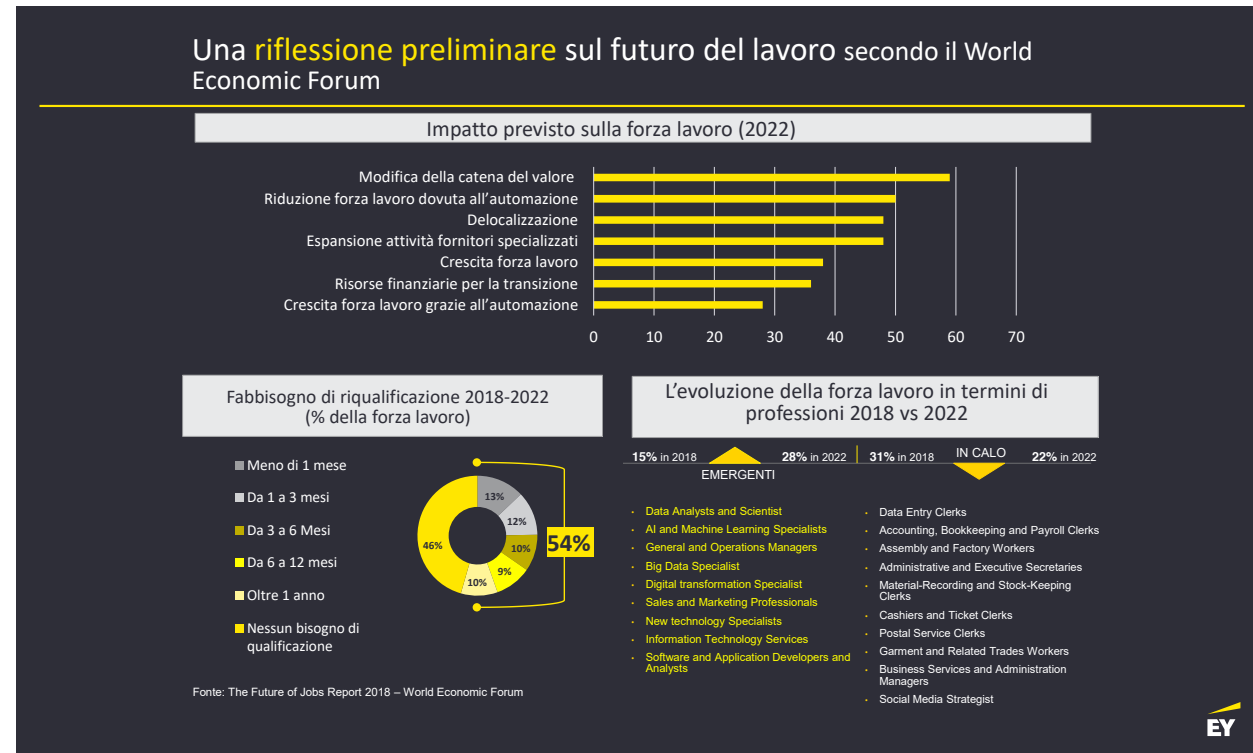 Una riflessione preliminare sul futuro del lavoro secondo il World
Economic Forum
Impatto previsto sulla forza lavoro (2022)
Modifica della catena del valore
Riduzione forza lavoro dovuta all’automazione
Delocalizzazione
Espansione attività fornitori specializzati
Crescita forza lavoro
Risorse finanziarie per la transizione
Crescita forza lavoro grazie all’automazione
0 10 20 30 40 50 60 70
Fabbisogno di riqualificazione 2018-2022
(% della forza lavoro)
Meno di 1 mese
Da 1 a 3 mesi
Da 3 a 6 Mesi
Da 6 a 12 mesi
Oltre 1 anno
Nessun bisogno di
qualificazione
13%
12%
10%
9%
10%
46%
54%
L’evoluzione della forza lavoro in termini di
professioni 2018 vs 2022
15% in 2018 28% in 2022 31% in 2018 IN CALO 22% in 2022
EMERGENTI
• Data Analysts and Scientist
• AI and Machine Learning Specialists
• General and Operations Managers
• Big Data Specialist
• Digital transformation Specialist
• Sales and Marketing Professionals
• New technology Specialists
• Information Technology Services
• Software and Application Developers and
Analysts
• Data Entry Clerks
• Accounting, Bookkeeping and Payroll Clerks
• Assembly and Factory Workers
• Administrative and Executive Secretaries
• Material-Recording and Stock-Keeping
Clerks
• Cashiers and Ticket Clerks
• Postal Service Clerks
• Garment and Related Trades Workers
• Business Services and Administration
Managers
• Social Media Strategist
Fonte: The Future of Jobs Report 2018 – World Economic Forum
EY